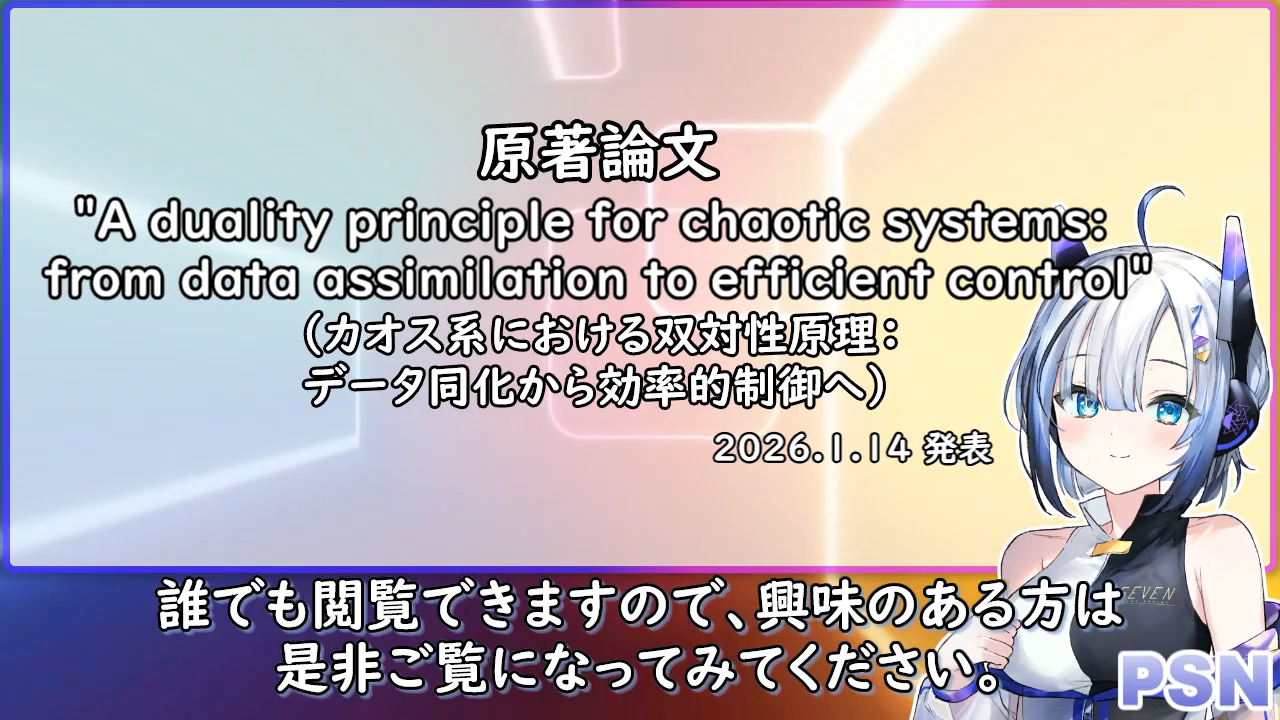 原著論文
"A duality principle for chaotic systems:
from data assimilation to efficient control"
（カオス系における双対性原理：
データ同化から効率的制御へ）
2026.1.14 発表
SEVEN
誰でも閲覧できますので、興味のある方は
是非ご覧になってみてください。
PSN